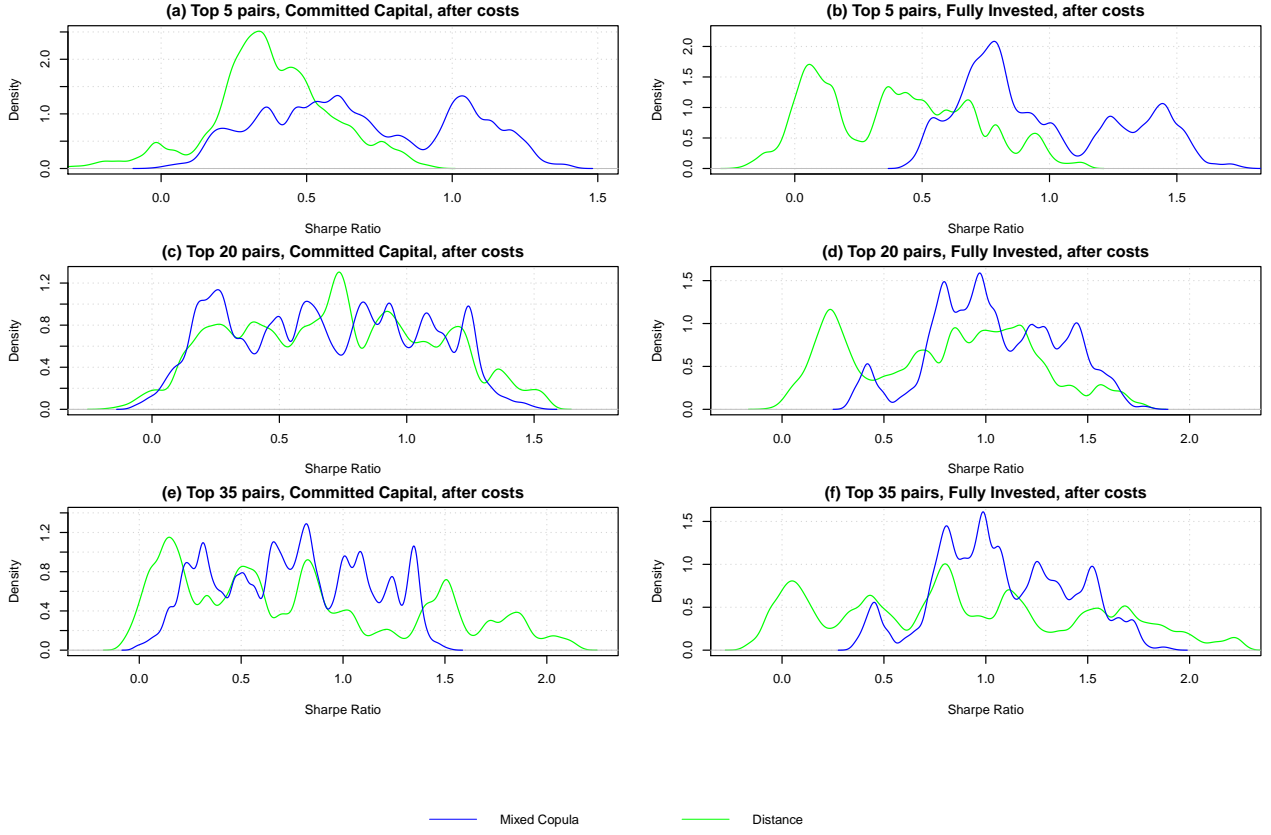 (a) Top 5 pairs, Committed Capital, after costs
Density
0.0 1.0 2.0
0.0 0.5 1.0 1.5
Sharpe Ratio
(b) Top 5 pairs, Fully Invested, after costs
Density
0.0 0.5 1.0 1.5 2.0
0.0 0.5 1.0 1.5
Sharpe Ratio
(c) Top 20 pairs, Committed Capital, after costs
Density
0.0 0.4 0.8 1.2
0.0 0.5 1.0 1.5
Sharpe Ratio
(d) Top 20 pairs, Fully Invested, after costs
Density
0.0 0.5 1.0 1.5
0.0 0.5 1.0 1.5 2.0
Sharpe Ratio
(e) Top 35 pairs, Committed Capital, after costs
Density
0.0 0.4 0.8 1.2
0.0 0.5 1.0 1.5 2.0
Sharpe Ratio
(f) Top 35 pairs, Fully Invested, after costs
Density
0.0 0.5 1.0 1.5
0.0 0.5 1.0 1.5 2.0
Sharpe Ratio
Mixed Copula Distance